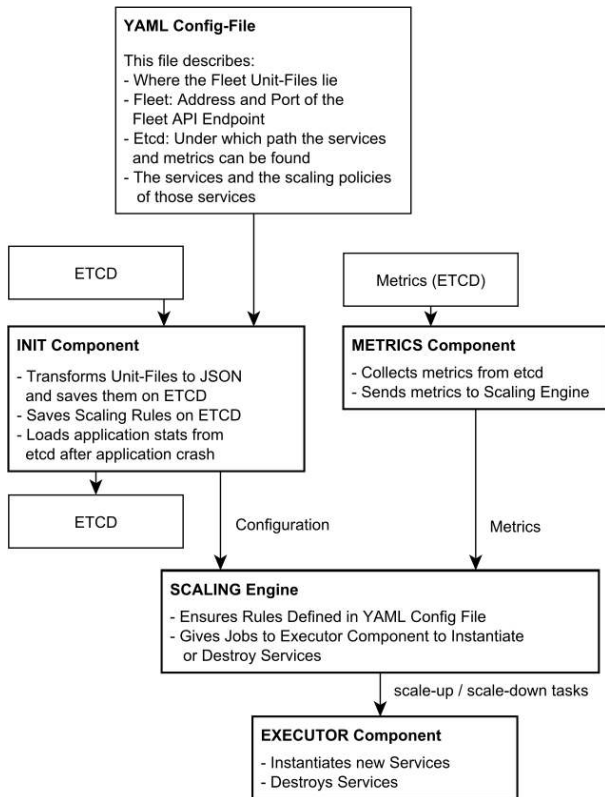 YAML Config-File
This file describes:
- Where the Fleet Unit-Files lie
- Fleet: Address and Port of the
Fleet API Endpoint
- Etcd: Under which path the services
and metrics can be found
- The services and the scaling policies
of those services
ETCD
Metrics (ETCD)
INIT Component
- Transforms Unit-Files to JSON
and saves them on ETCD
- Saves Scaling Rules on ETCD
- Loads application stats from
etcd after application crash
METRICS Component
- Collects metrics from etcd
- Sends metrics to Scaling Engine
ETCD
Configuration
Metrics
SCALING Engine
- Ensures Rules Defined in YAML Config File
- Gives Jobs to Executor Component to Instantiate
or Destroy Services
scale-up / scale-down tasks
EXECUTOR Component
- Instantiates new Services
- Destroys Services